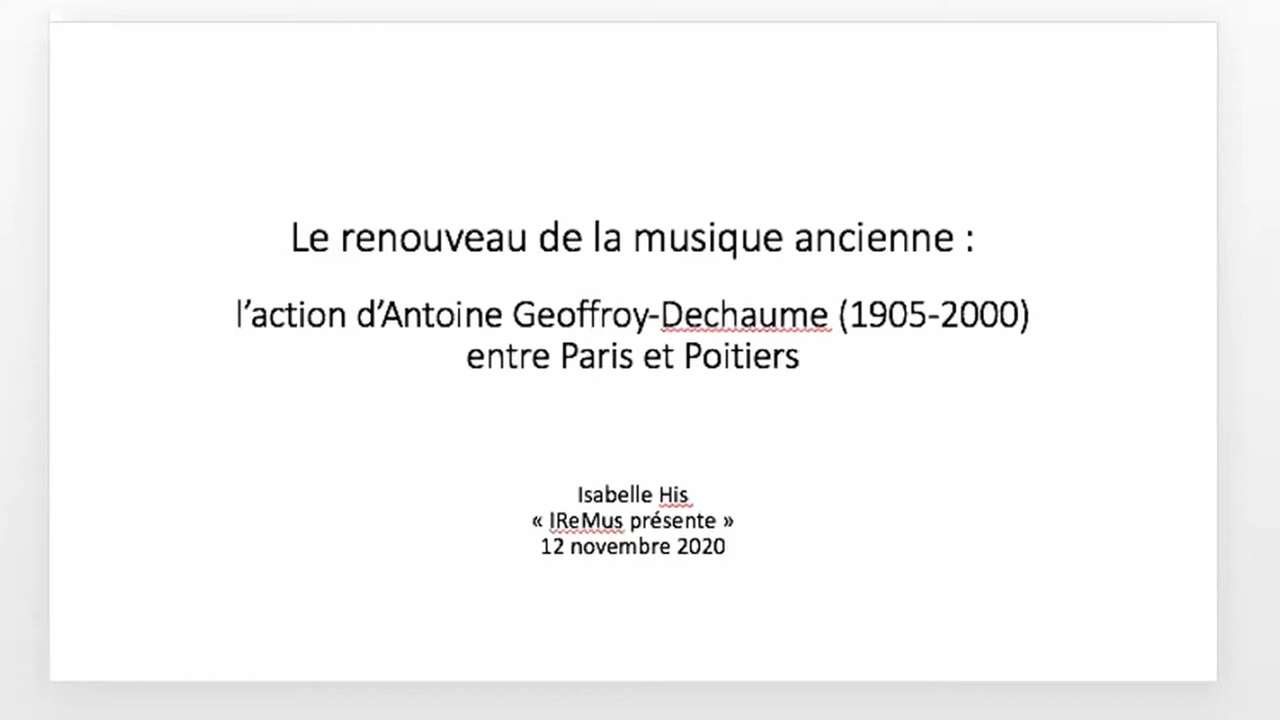 Le renouveau de la musique ancienne :
l’action d’Antoine Geoffroy-Dechaume (1905-2000)
entre Paris et Poitiers
Isabelle His
« IReMus présente »
12 novembre 2020